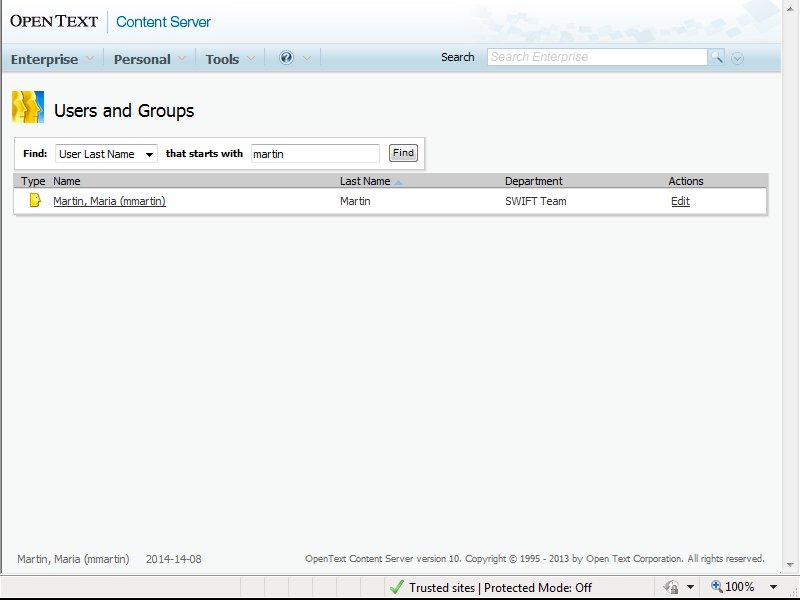 OPEN TEXT Content Server
Enterprise Personal Tools ? Search Search Enterprise
Users and Groups
Find: User Last Name that starts with martin Find
Type Name Last Name Department Actions
Martin, Maria (mmartin) Martin SWIFT Team Edit
Martin, Maria (mmartin) 2014-14-08 OpenText Content Server version 10. Copyright © 1995 - 2013 by Open Text Corporation. All rights reserved.
Trusted sites | Protected Mode: Off 100%